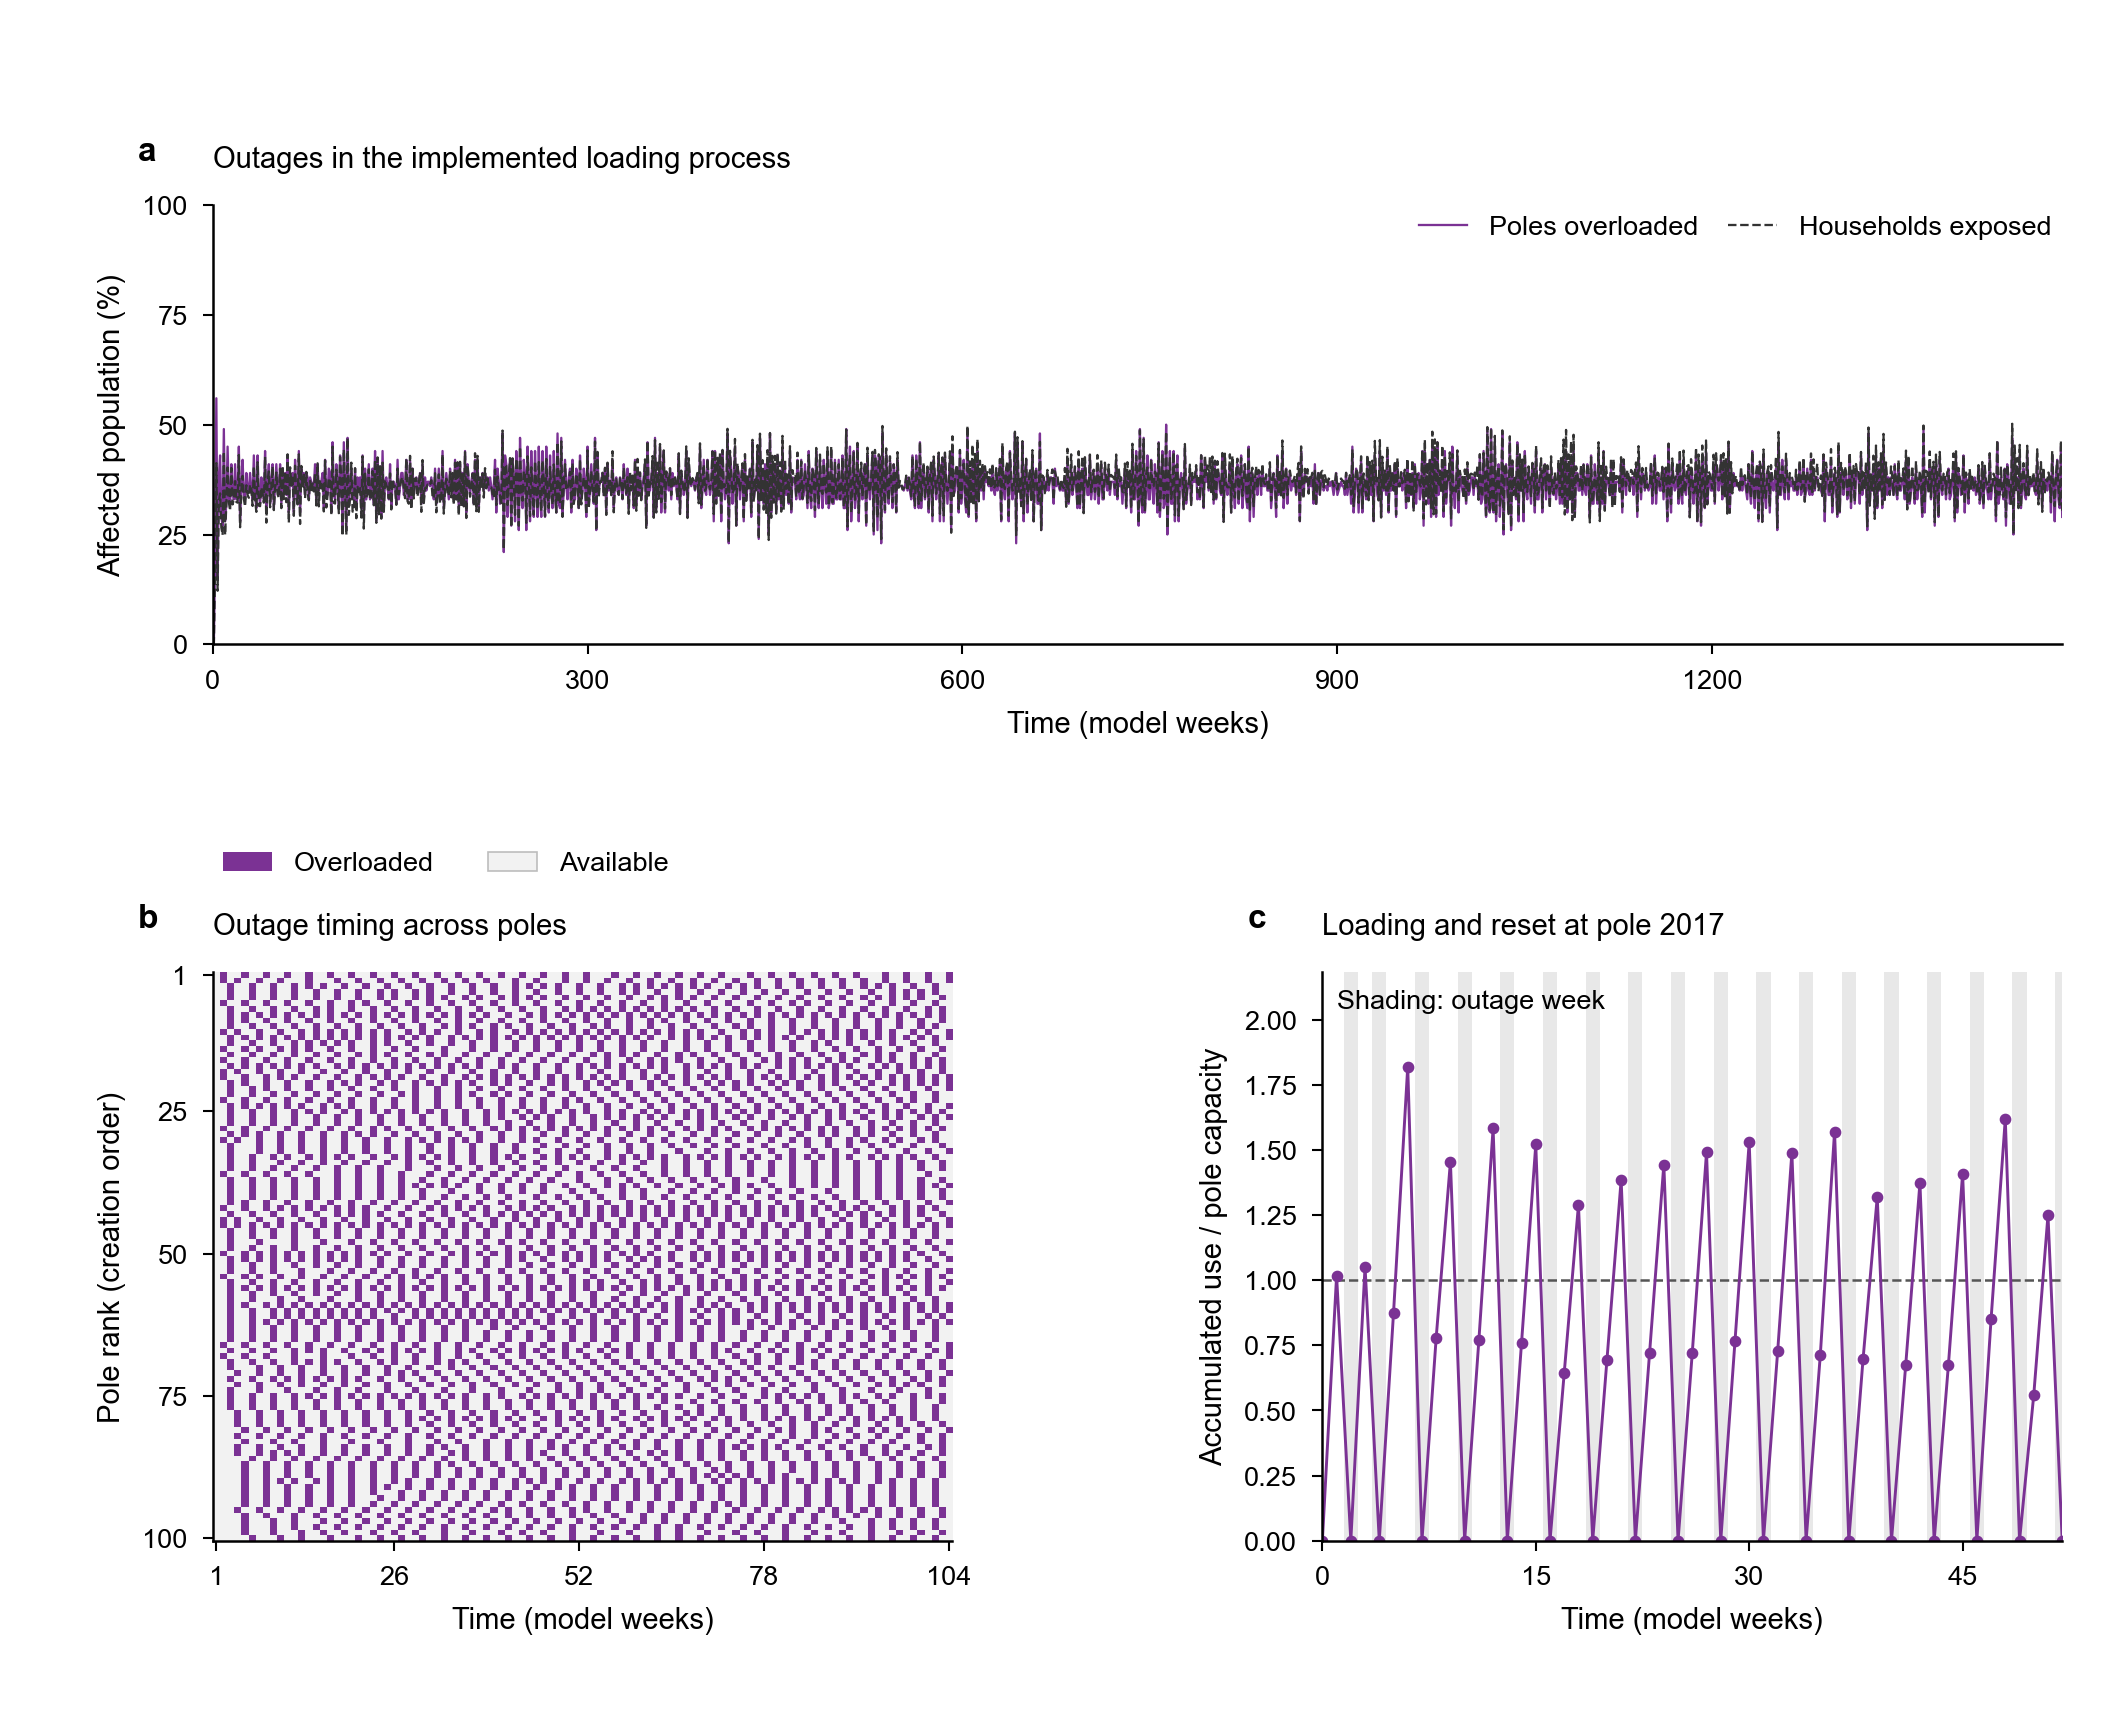 a
Outages in the implemented loading process
Poles overloaded
Households exposed
Affected population (%)
100
75
50
25
0
0
300
600
900
1200
Time (model weeks)
Overloaded
Available
b
Outage timing across poles
Pole rank (creation order)
1
25
50
75
100
1
26
52
78
104
Time (model weeks)
c
Loading and reset at pole 2017
Shading: outage week
Accumulated use / pole capacity
2.00
1.75
1.50
1.25
1.00
0.75
0.50
0.25
0.00
0
15
30
45
Time (model weeks)